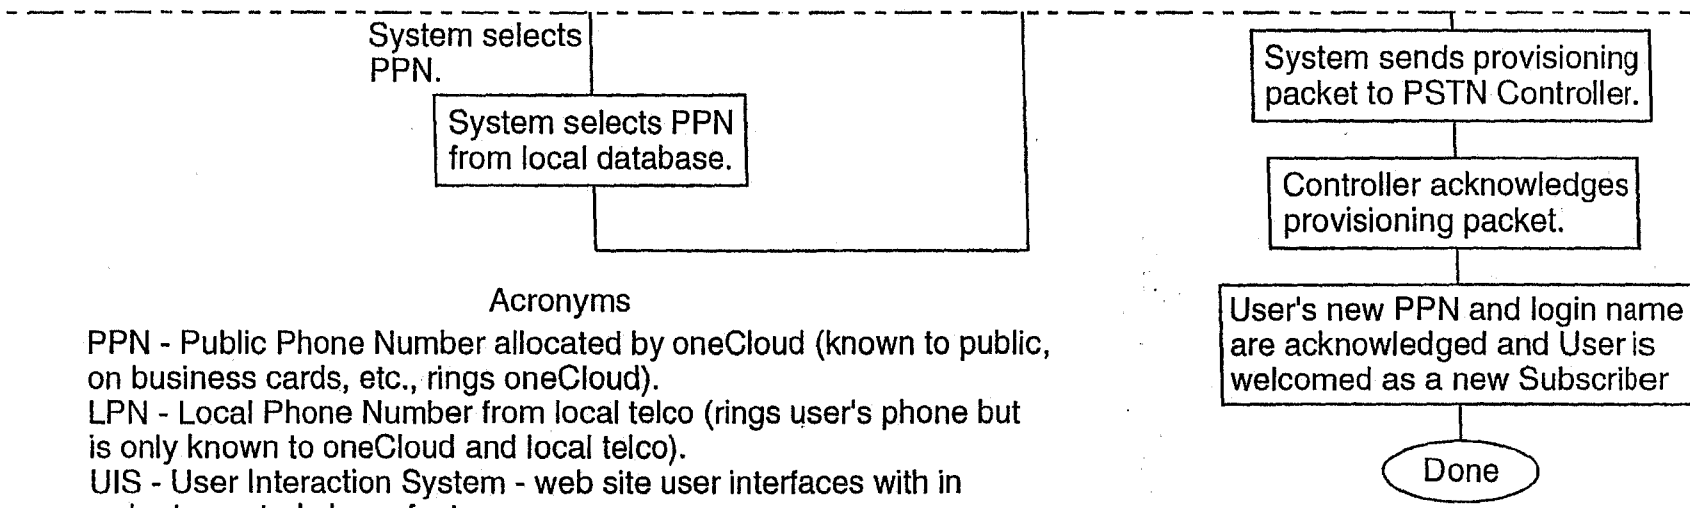 System selects
PPN.
System selects PPN
from local database.
System sends provisioning
packet to PSTN Controller.
Controller acknowledges
provisioning packet.
User's new PPN and login name
are acknowledged and User is
welcomed as a new Subscriber
Done
Acronyms
PPN - Public Phone Number allocated by oneCloud (known to public,
on business cards, etc., rings oneCloud).
LPN - Local Phone Number from local telco (rings user's phone but
is only known to oneCloud and local telco).
UIS - User Interaction System - web site user interfaces with in